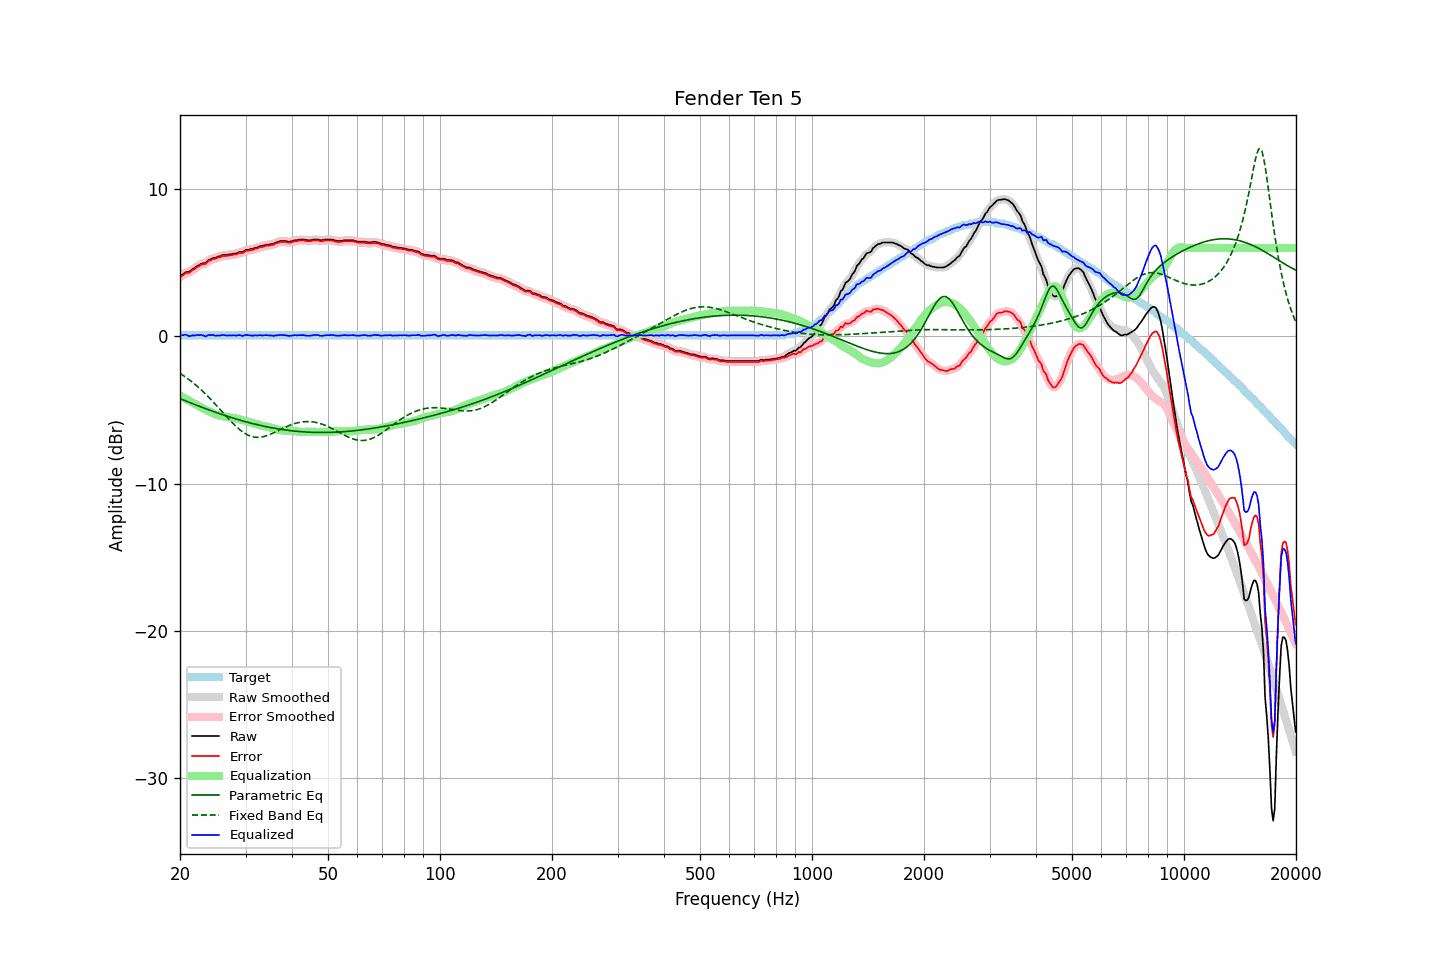 Fender Ten 5
Amplitude (dBr)
10
0
−10
−20
−30
Target
Raw Smoothed
Error Smoothed
Raw
Error
Equalization
Parametric Eq
Fixed Band Eq
Equalized
20 50 100 200 500 1000 2000 5000 10000 20000
Frequency (Hz)